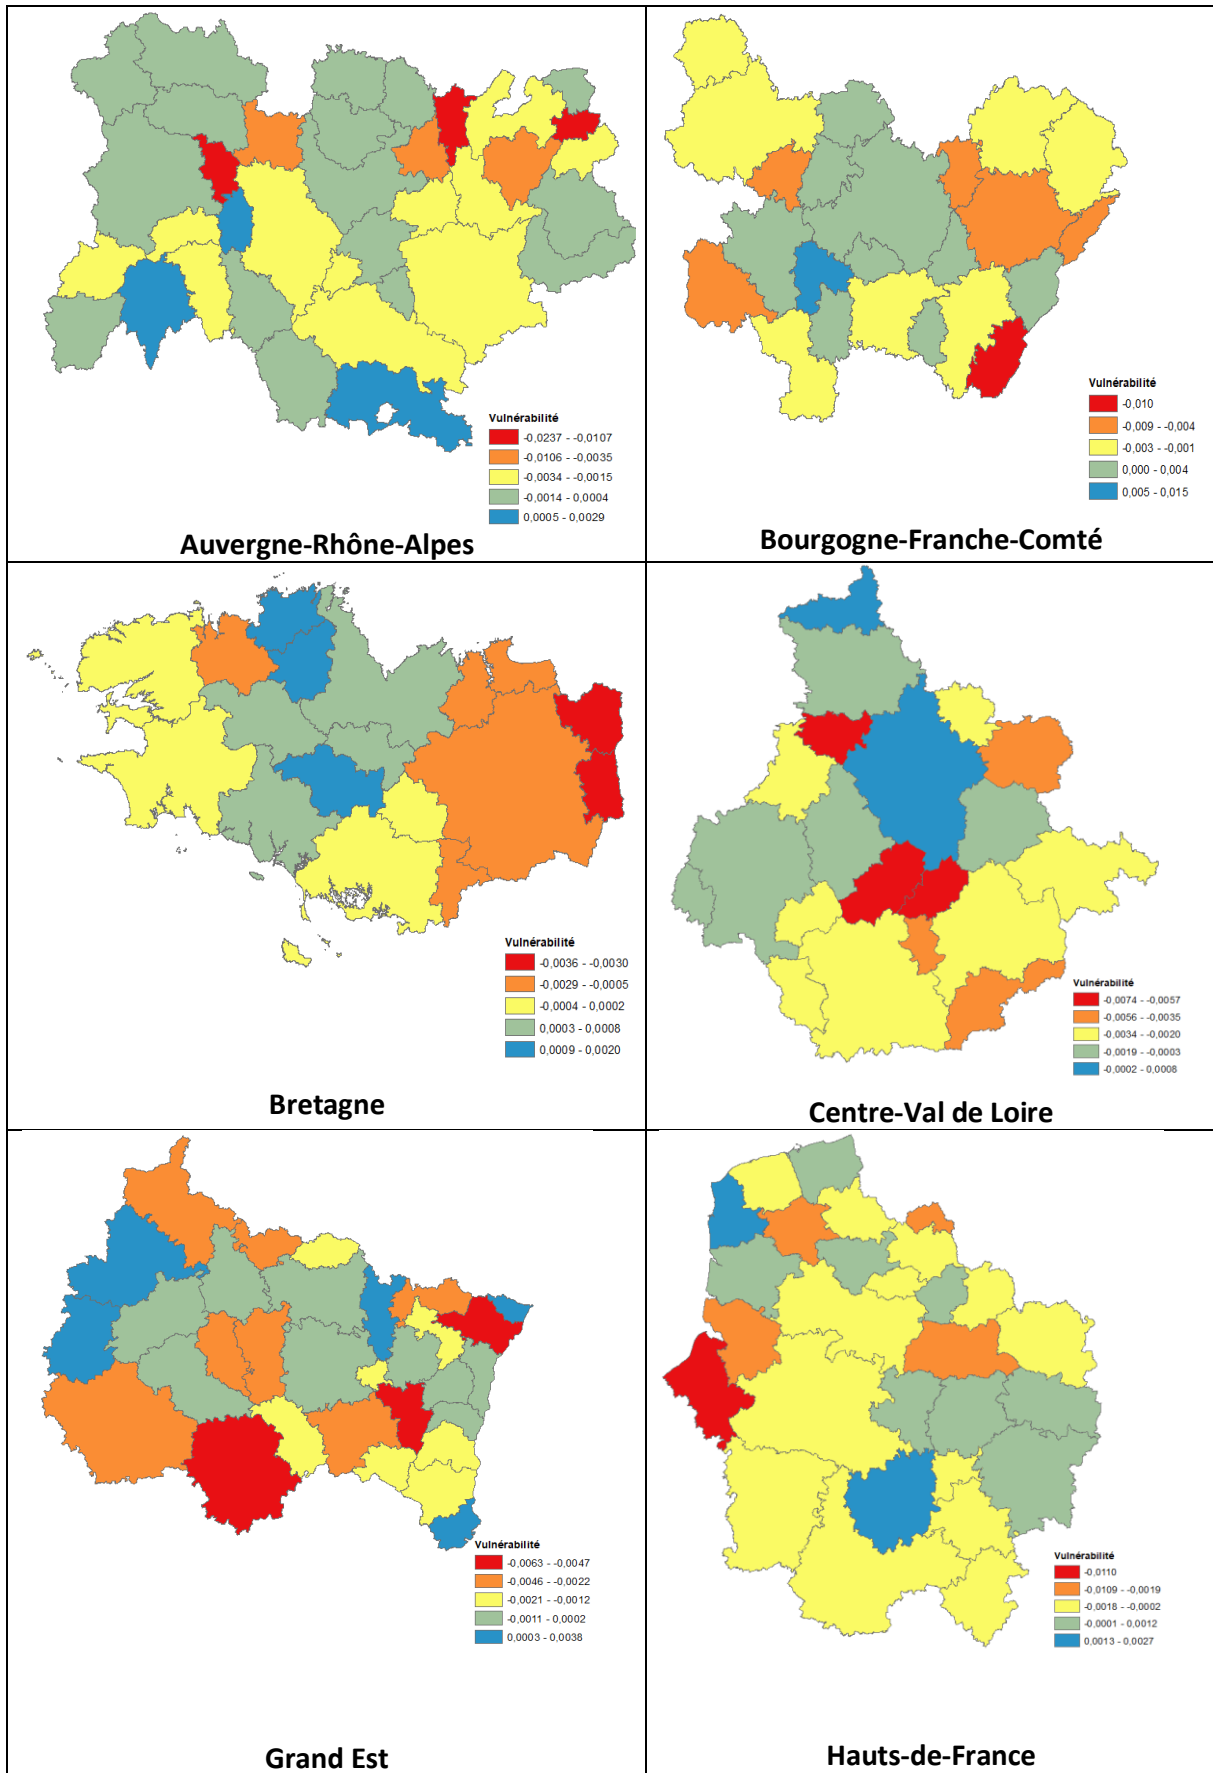 Vulnérabilité
-0,0237 - -0,0107
-0,0106 - -0,0035
-0,0034 - -0,0015
-0,0014 - 0,0004
0,0005 - 0,0029
Auvergne-Rhône-Alpes
Vulnérabilité
-0,010
-0,009 - -0,004
-0,003 - -0,001
0,000 - 0,004
0,005 - 0,015
Bourgogne-Franche-Comté
Vulnérabilité
-0,0036 - -0,0030
-0,0029 - -0,0005
-0,0004 - 0,0002
0,0003 - 0,0008
0,0009 - 0,0020
Bretagne
Vulnérabilité
-0,0074 - -0,0057
-0,0056 - -0,0035
-0,0034 - -0,0020
-0,0019 - -0,0003
-0,0002 - 0,0008
Centre-Val de Loire
Vulnérabilité
-0,0063 - -0,0047
-0,0046 - -0,0022
-0,0021 - -0,0012
-0,0011 - 0,0002
0,0003 - 0,0038
Grand Est
Vulnérabilité
-0,0110
-0,0109 - -0,0019
-0,0018 - -0,0002
-0,0001 - 0,0012
0,0013 - 0,0027
Hauts-de-France